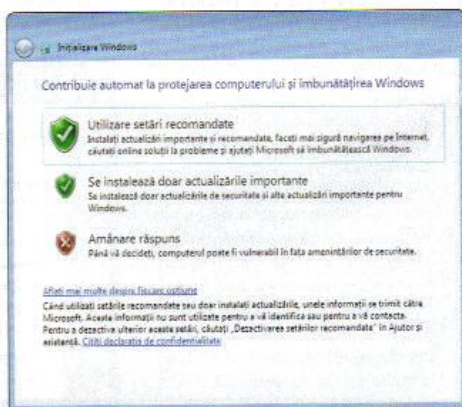 Inițializare Windows
Contribuie automat la protejarea computerului și îmbunătățirea Windows
Utilizare setări recomandate
Instalați actualizări importante și recomandate, faceți mai sigură navigarea pe Internet,
căutați online soluții la probleme și ajutați Microsoft să îmbunătățească Windows.
Se instalează doar actualizările importante
Se instalează doar actualizările de securitate și alte actualizări importante pentru
Windows.
Amânare răspuns
Până vă decideți, computerul poate fi vulnerabil în fața amenințărilor de securitate.
Aflați mai multe despre fiecare opțiune
Când utilizați setările recomandate sau doar instalați actualizările, unele informații se trimit către
Microsoft. Aceste informații nu sunt utilizate pentru a vă identifica sau pentru a vă contacta.
Pentru a dezactiva ulterior aceste setări, căutați „Dezactivarea setărilor recomandate” în Ajutor și
asistență. Citiți declarația de confidențialitate